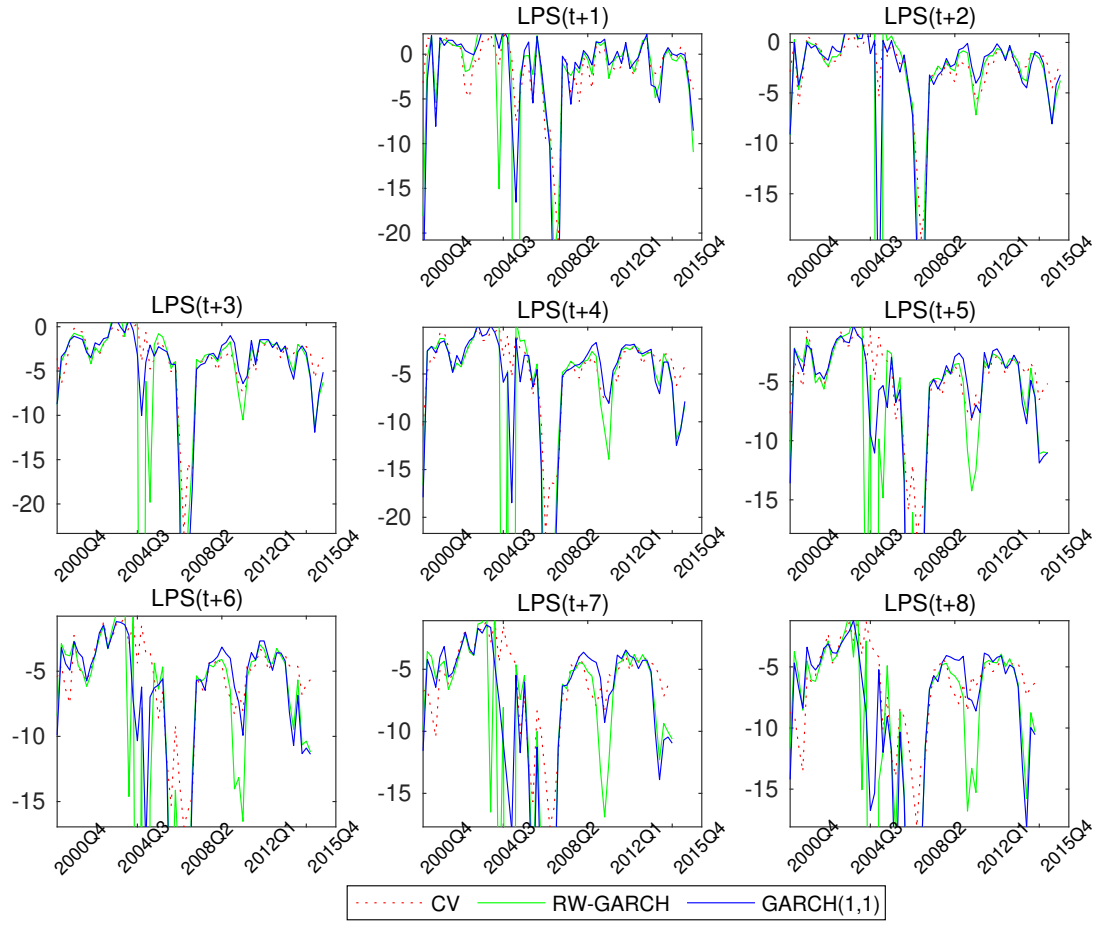 LPS(t+1)
0
-5
-10
-15
-20
2000Q4
2004Q3
2008Q2
2012Q1
2015Q4
LPS(t+2)
0
-5
-10
-15
2000Q4
2004Q3
2008Q2
2012Q1
2015Q4
LPS(t+3)
0
-5
-10
-15
-20
2000Q4
2004Q3
2008Q2
2012Q1
2015Q4
LPS(t+4)
0
-5
-10
-15
-20
2000Q4
2004Q3
2008Q2
2012Q1
2015Q4
LPS(t+5)
-5
-10
-15
2000Q4
2004Q3
2008Q2
2012Q1
2015Q4
LPS(t+6)
-5
-10
-15
2000Q4
2004Q3
2008Q2
2012Q1
2015Q4
LPS(t+7)
-5
-10
-15
2000Q4
2004Q3
2008Q2
2012Q1
2015Q4
LPS(t+8)
-5
-10
-15
2000Q4
2004Q3
2008Q2
2012Q1
2015Q4
CV RW-GARCH GARCH(1,1)